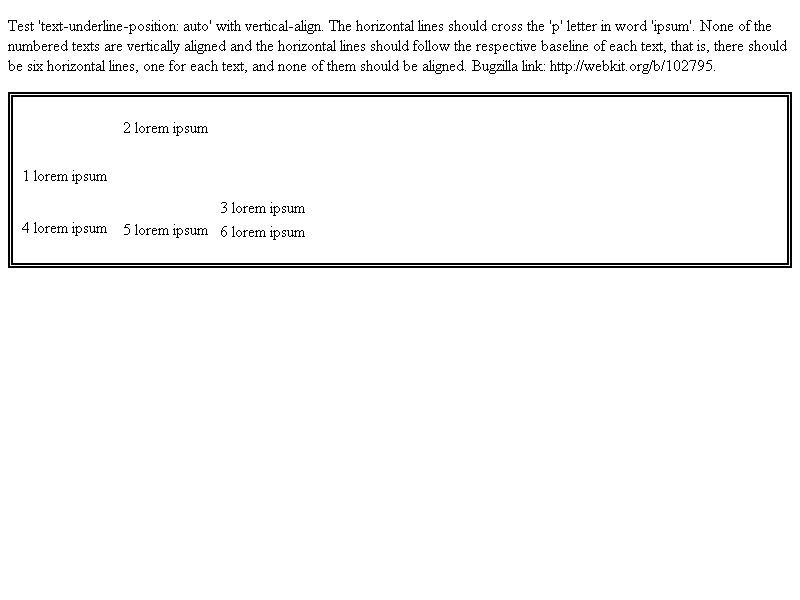 Test 'text-underline-position: auto' with vertical-align. The horizontal lines should cross the 'p' letter in word 'ipsum'. None of the
numbered texts are vertically aligned and the horizontal lines should follow the respective baseline of each text, that is, there should
be six horizontal lines, one for each text, and none of them should be aligned. Bugzilla link: http://webkit.org/b/102795.
2 lorem ipsum
1 lorem ipsum
3 lorem ipsum
4 lorem ipsum
5 lorem ipsum
6 lorem ipsum